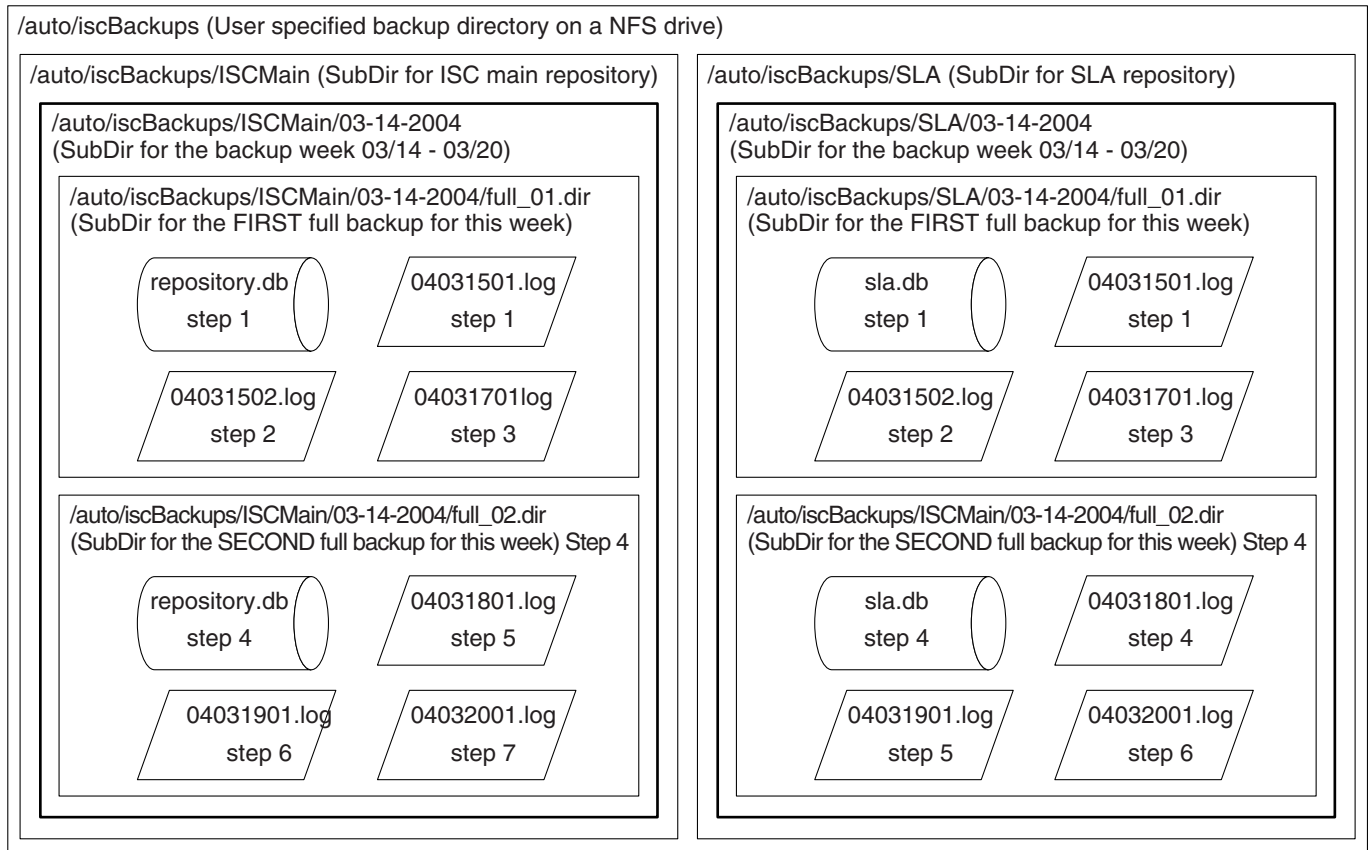 /auto/iscBackups (User specified backup directory on a NFS drive)
/auto/iscBackups/ISCMain (SubDir for ISC main repository)
/auto/iscBackups/ISCMain/03-14-2004
(SubDir for the backup week 03/14 - 03/20)
/auto/iscBackups/ISCMain/03-14-2004/full_01.dir
(SubDir for the FIRST full backup for this week)
repository.db
step 1
04031501.log
step 1
04031502.log
step 2
04031701log
step 3
/auto/iscBackups/ISCMain/03-14-2004/full_02.dir
(SubDir for the SECOND full backup for this week) Step 4
repository.db
step 4
04031801.log
step 5
04031901.log
step 6
04032001.log
step 7
/auto/iscBackups/SLA (SubDir for SLA repository)
/auto/iscBackups/SLA/03-14-2004
(SubDir for the backup week 03/14 - 03/20)
/auto/iscBackups/SLA/03-14-2004/full_01.dir
(SubDir for the FIRST full backup for this week)
sla.db
step 1
04031501.log
step 1
04031502.log
step 2
04031701.log
step 3
/auto/iscBackups/ISCMain/03-14-2004/full_02.dir
(SubDir for the SECOND full backup for this week) Step 4
sla.db
step 4
04031801.log
step 4
04031901.log
step 5
04032001.log
step 6